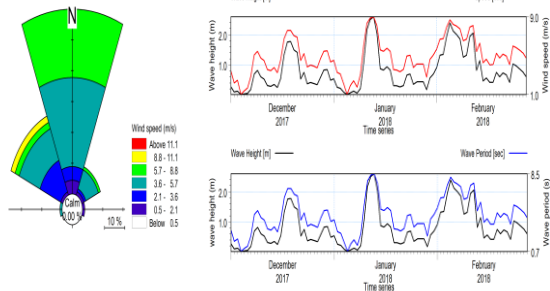 N
Calm
0.00 %
10 %
Wind speed (m/s)
Above 11.1
8.8 - 11.1
5.7 - 8.8
3.6 - 5.7
2.1 - 3.6
0.5 - 2.1
Below 0.5
Wave height (m)
2.0
1.0
9.0
1.0
Wind speed (m/s)
December
2017
January
2018
February
2018
Time series
Wave Height [m]
Wave Period [sec]
wave height (m)
2.0
1.0
8.5
0.7
Wave period (s)
December
2017
January
2018
February
2018
Time series